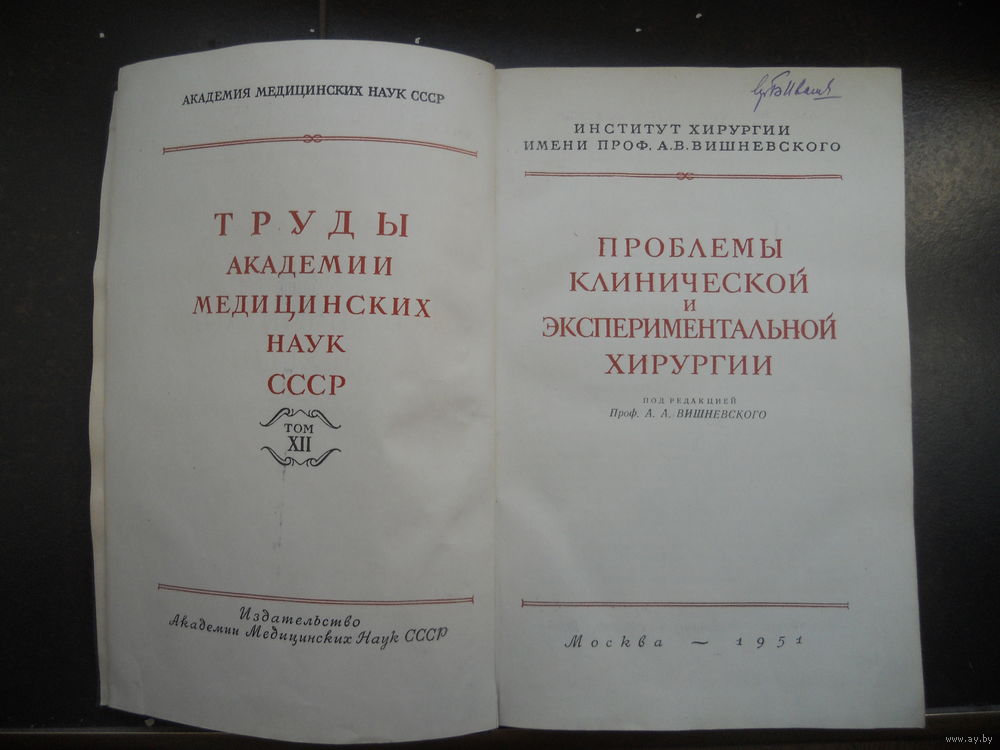 АКАДЕМИЯ МЕДИЦИНСКИХ НАУК СССР
ТРУДЫ
АКАДЕМИИ
МЕДИЦИНСКИХ
НАУК
СССР
ТОМ
XII
Издательство
Академии Медицинских Наук СССР
ИНСТИТУТ ХИРУРГИИ
ИМЕНИ ПРОФ. А.В.ВИШНЕВСКОГО
ПРОБЛЕМЫ
КЛИНИЧЕСКОЙ
И
ЭКСПЕРИМЕНТАЛЬНОЙ
ХИРУРГИИ
ПОД РЕДАКЦИЕЙ
Проф. А. А. ВИШНЕВСКОГО
Москва — 1951
www.ay.by